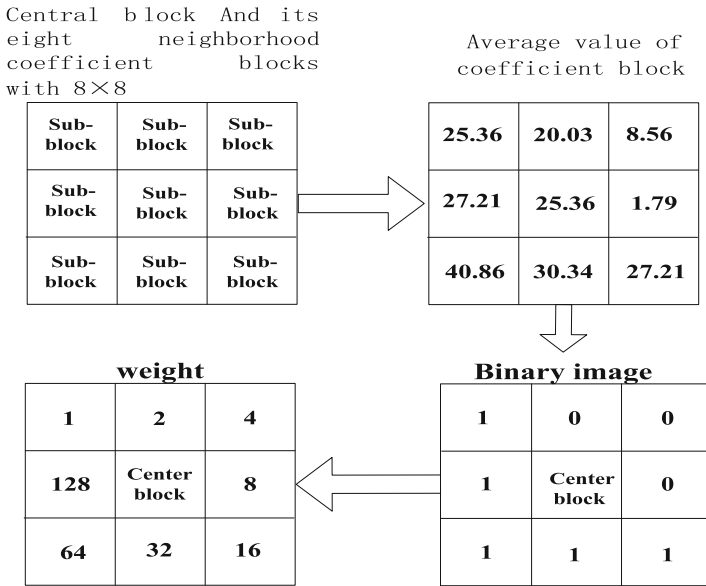 Central block And its
eight neighborhood
coefficient blocks
with 8×8
Average value of
coefficient block
Sub-
block
Sub-
block
Sub-
block
Sub-
block
Sub-
block
Sub-
block
Sub-
block
Sub-
block
Sub-
block
25.36 20.03 8.56
27.21 25.36 1.79
40.86 30.34 27.21
weight
1 2 4
128 Center
block 8
64 32 16
Binary image
1 0 0
1 Center
block 0
1 1 1